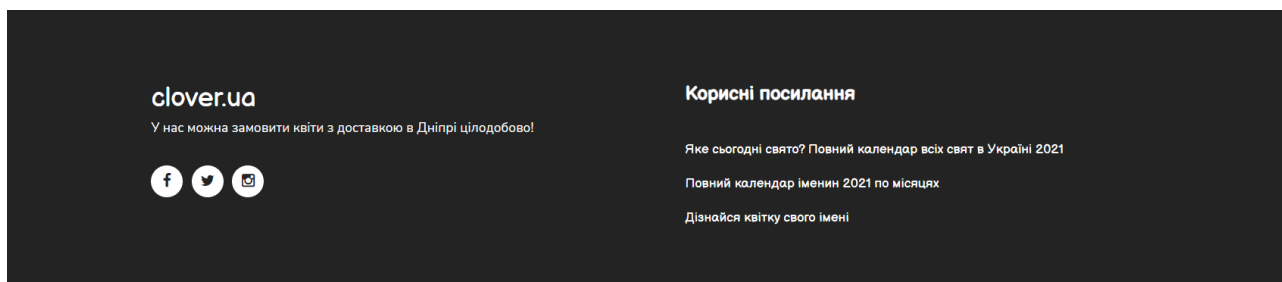 clover.ua
У нас можна замовити квіти з доставкою в Дніпрі цілодобово!
Корисні посилання
Яке сьогодні свято? Повний календар всіх свят в Україні 2021
Повний календар іменин 2021 по місяцях
Дізнайся квітку свого імені